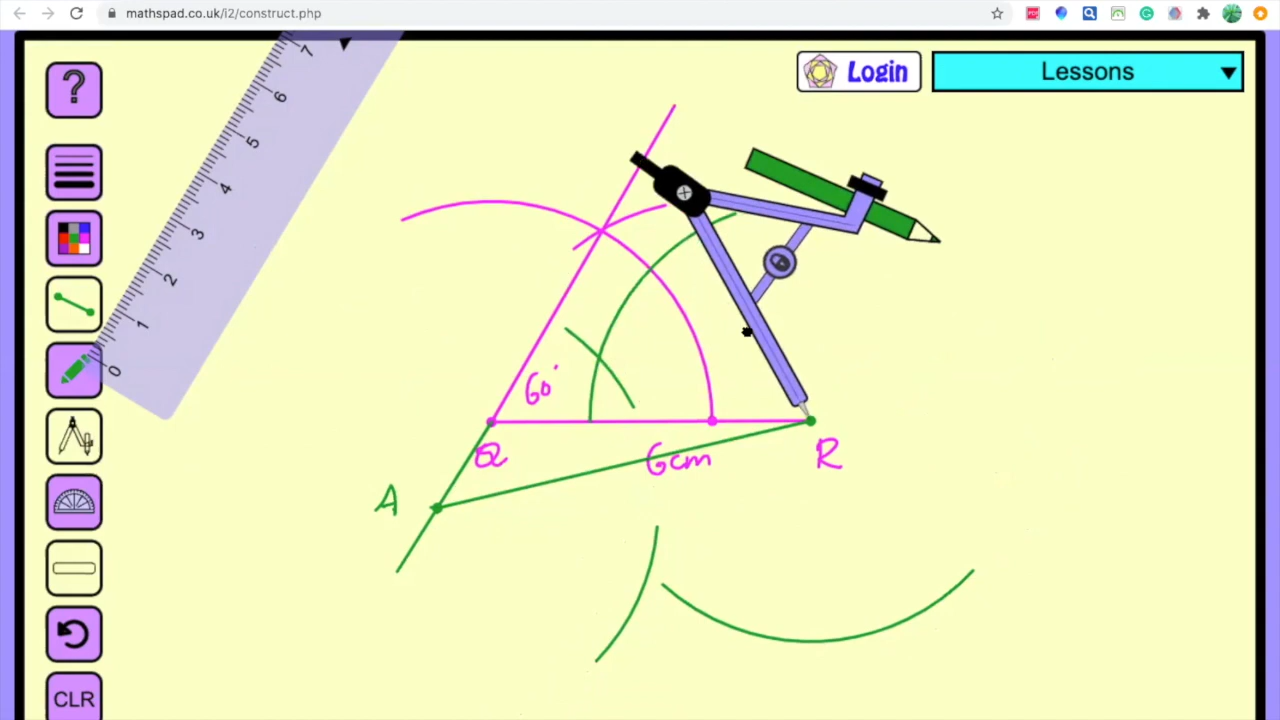 mathspad.co.uk/i2/construct.php
Login
Lessons
?
7
6
5
4
3
2
1
0
60°
Q
6cm
R
A
CLR